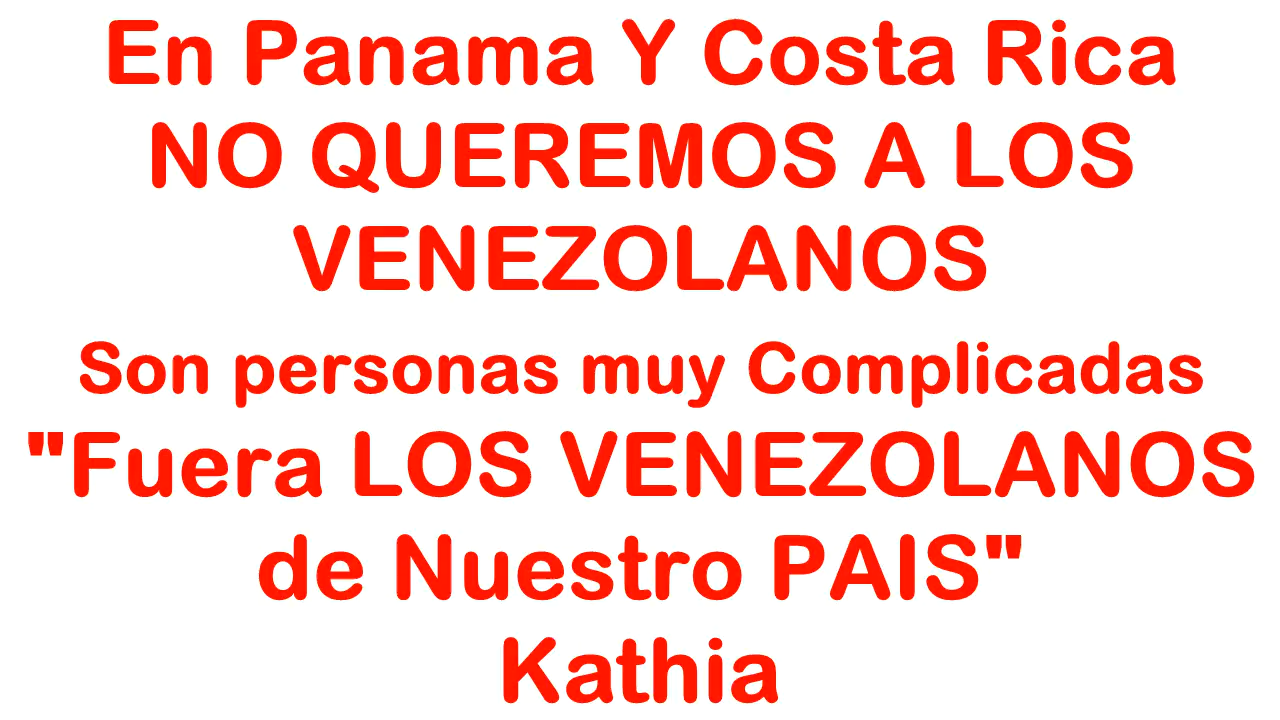 En Panama Y Costa Rica
NO QUEREMOS A LOS
VENEZOLANOS
Son personas muy Complicadas
"Fuera LOS VENEZOLANOS
de Nuestro PAIS"
Kathia